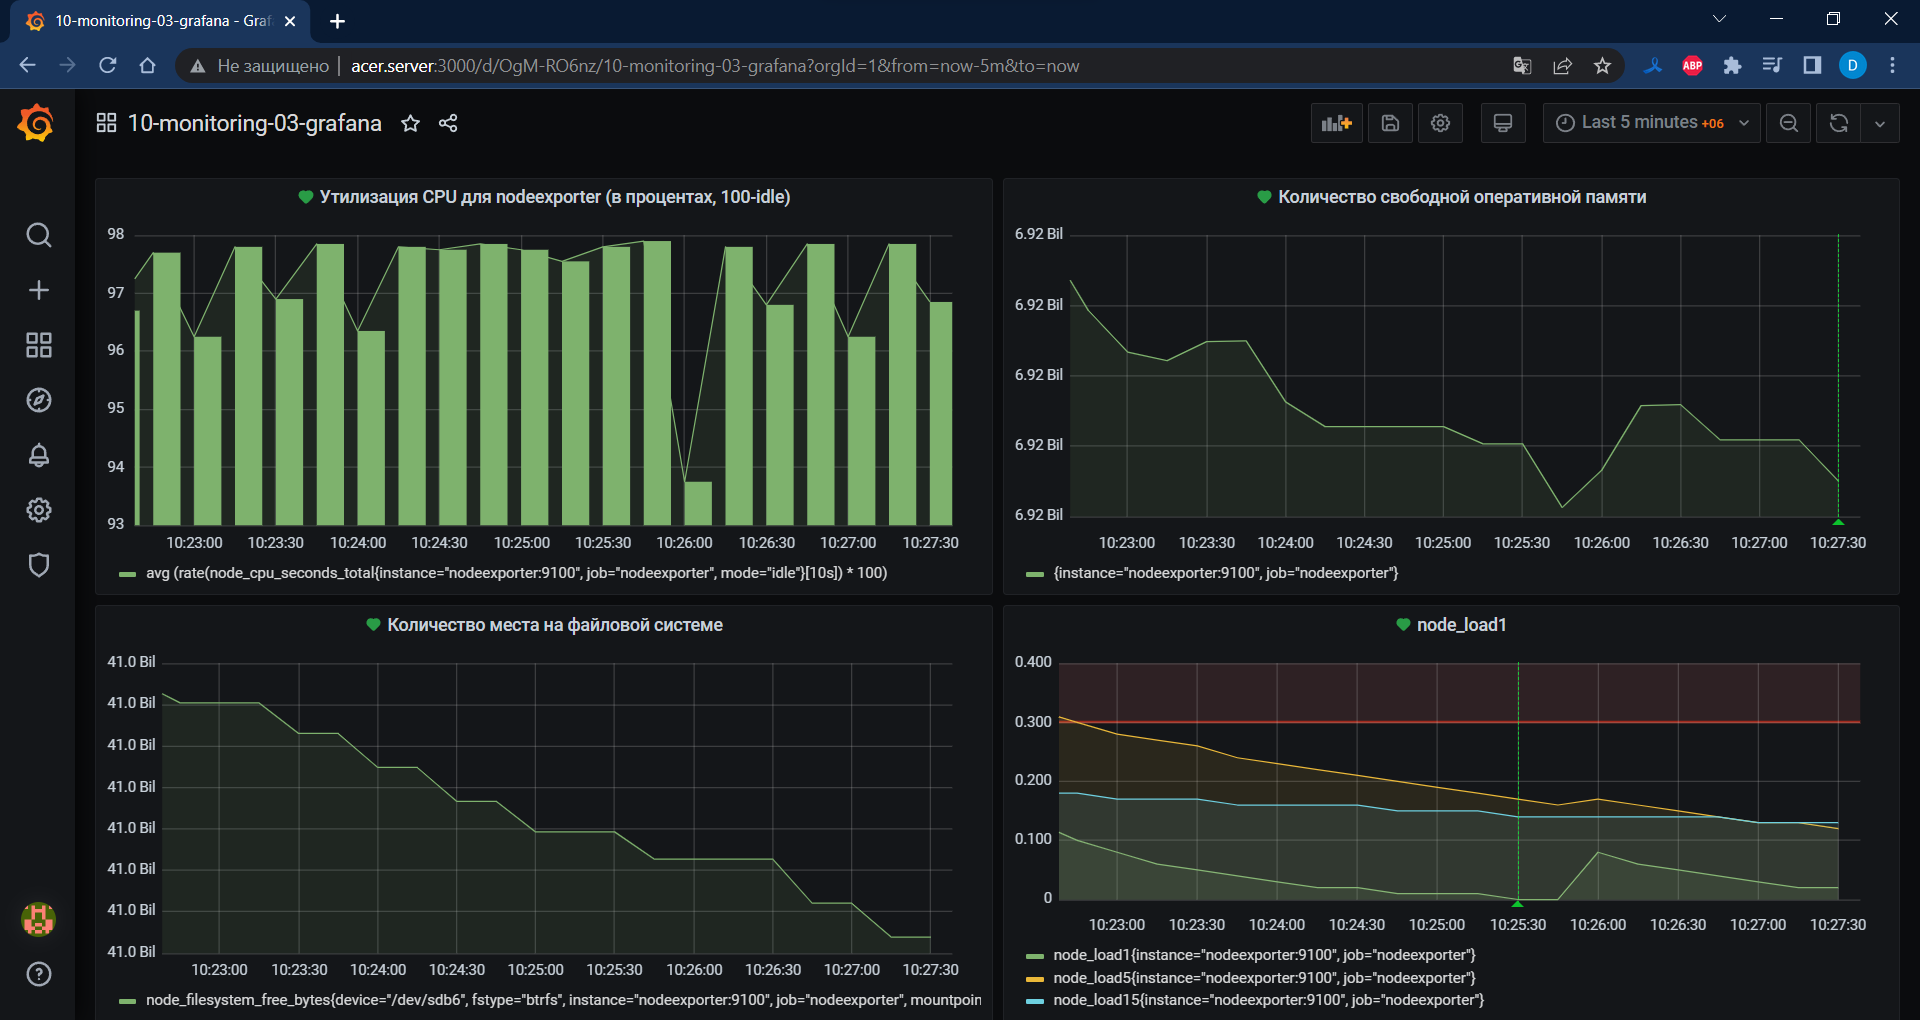 10-monitoring-03-grafana - Graf
Не защищено
acer.server:3000/d/OgM-RO6nz/10-monitoring-03-grafana?orgId=1&from=now-5m&to=now
ABP
D
10-monitoring-03-grafana
Last 5 minutes +06
Утилизация CPU для nodeexporter (в процентах, 100-idle)
98
97
96
95
94
93
10:23:00 10:23:30 10:24:00 10:24:30 10:25:00 10:25:30 10:26:00 10:26:30 10:27:00 10:27:30
avg (rate(node_cpu_seconds_total{instance="nodeexporter:9100", job="nodeexporter", mode="idle"}[10s]) * 100)
Количество свободной оперативной памяти
6.92 Bil
6.92 Bil
6.92 Bil
6.92 Bil
6.92 Bil
10:23:00 10:23:30 10:24:00 10:24:30 10:25:00 10:25:30 10:26:00 10:26:30 10:27:00 10:27:30
{instance="nodeexporter:9100", job="nodeexporter"}
Количество места на файловой системе
41.0 Bil
41.0 Bil
41.0 Bil
41.0 Bil
41.0 Bil
41.0 Bil
41.0 Bil
41.0 Bil
10:23:00 10:23:30 10:24:00 10:24:30 10:25:00 10:25:30 10:26:00 10:26:30 10:27:00 10:27:30
node_filesystem_free_bytes{device="/dev/sdb6", fstype="btrfs", instance="nodeexporter:9100", job="nodeexporter", mountpoin
node_load1
0.400
0.300
0.200
0.100
0
10:23:00 10:23:30 10:24:00 10:24:30 10:25:00 10:25:30 10:26:00 10:26:30 10:27:00 10:27:30
node_load1{instance="nodeexporter:9100", job="nodeexporter"}
node_load5{instance="nodeexporter:9100", job="nodeexporter"}
node_load15{instance="nodeexporter:9100", job="nodeexporter"}